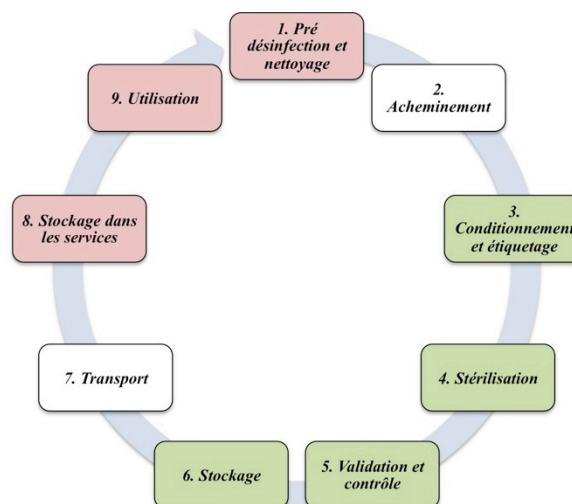 1. Pré
désinfection et
nettoyage
2.
Acheminement
3.
Conditionnement
et étiquetage
4. Stérilisation
5. Validation et
contrôle
6. Stockage
7. Transport
8. Stockage dans
les services
9. Utilisation